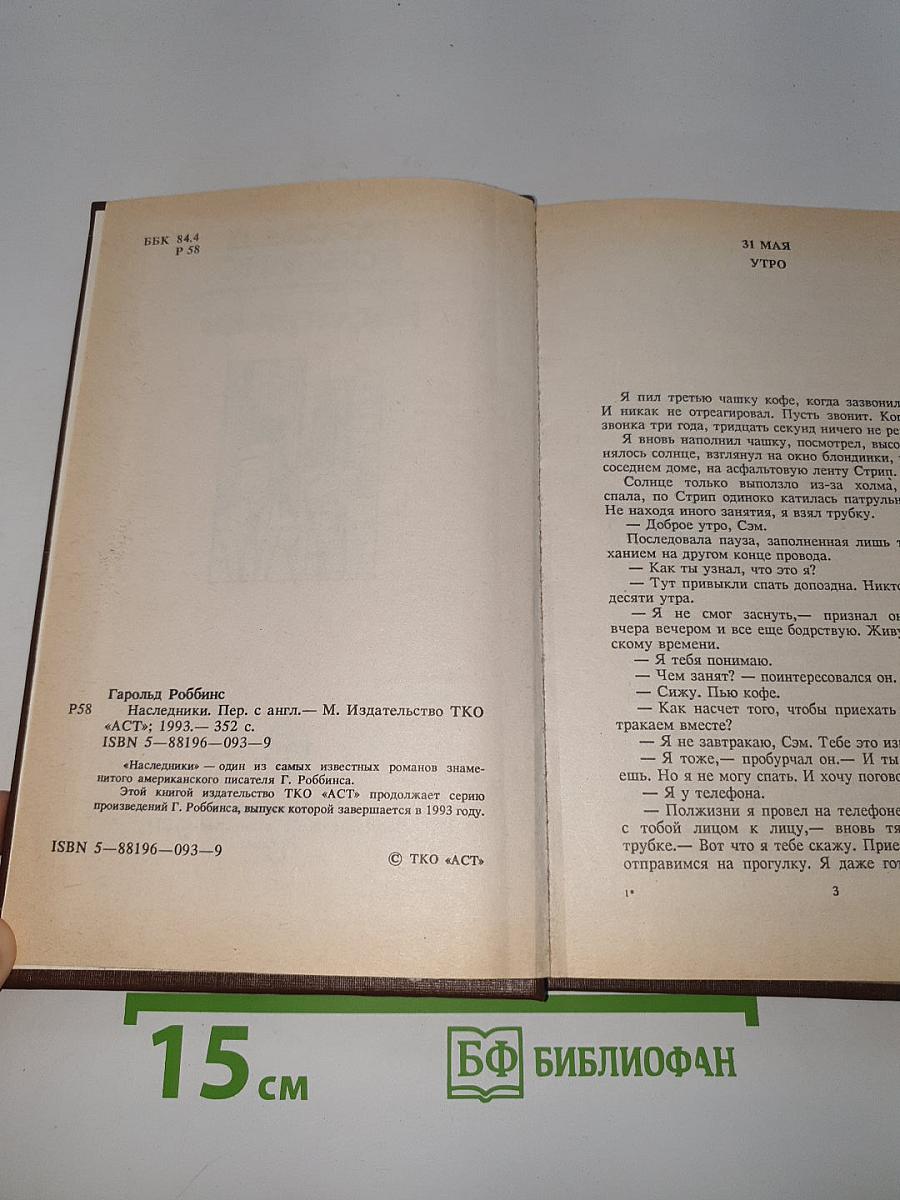 ББК 84.4
Р 58
Гарольд Роббинс
Р58 Наследники. Пер. с англ.— М. Издательство ТКО
«АСТ»; 1993.— 352 с.
ISBN 5—88196—093—9
«Наследники» — один из самых известных романов знаме-
нитого американского писателя Г. Роббинса.
Этой книгой издательство ТКО «АСТ» продолжает серию
произведений Г. Роббинса, выпуск которой завершается в 1993 году.
ISBN 5—88196—093—9
© ТКО «АСТ»
31 МАЯ
УТРО
Я пил третью чашку кофе, когда зазвонил
И никак не отреагировал. Пусть звонит.
звонка три года, тридцать секунд ничего не
Я вновь наполнил чашку, посмотрел,
нялось солнце, взглянул на окно блондинки,
соседнем доме, на асфальтовую ленту Стрип.
Солнце только выползло из-за холма,
спала, по Стрип одиноко катилась
Не находя иного занятия, я взял трубку.
— Доброе утро, Сэм.
Последовала пауза, заполненная лишь
ханием на другом конце провода.
— Как ты узнал, что это я?
— Тут привыкли спать допоздна.
десяти утра.
— Я не смог заснуть,— признал
вчера вечером и все еще бодрствую.
скому времени.
— Я тебя понимаю.
— Чем занят? — поинтересовался он.
— Сижу. Пью кофе.
— Как насчет того, чтобы приехать
тракаем вместе?
— Я не завтракаю, Сэм. Тебе это
— Я тоже,— пробурчал он.— И ты
ешь. Но я не могу спать. И хочу
— Я у телефона.
— Полжизни я провел на телефоне
с тобой лицом к лицу,— вновь
трубке.— Вот что я тебе скажу.
отправимся на прогулку. Я даже
1*
3
15 см
БФ БИБЛИОФАН